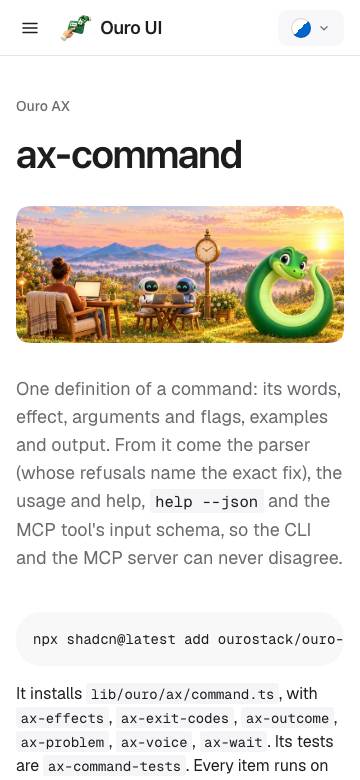 Ouro UI
Ouro AX
ax-command
One definition of a command: its words,
effect, arguments and flags, examples
and output. From it come the parser
(whose refusals name the exact fix), the
usage and help, help --json and the
MCP tool's input schema, so the CLI
and the MCP server can never disagree.
npx shadcn@latest add ourostack/ouro-
It installs lib/ouro/ax/command.ts, with
ax-effects, ax-exit-codes, ax-outcome,
ax-problem, ax-voice, ax-wait. Its tests
are ax-command-tests. Every item runs on